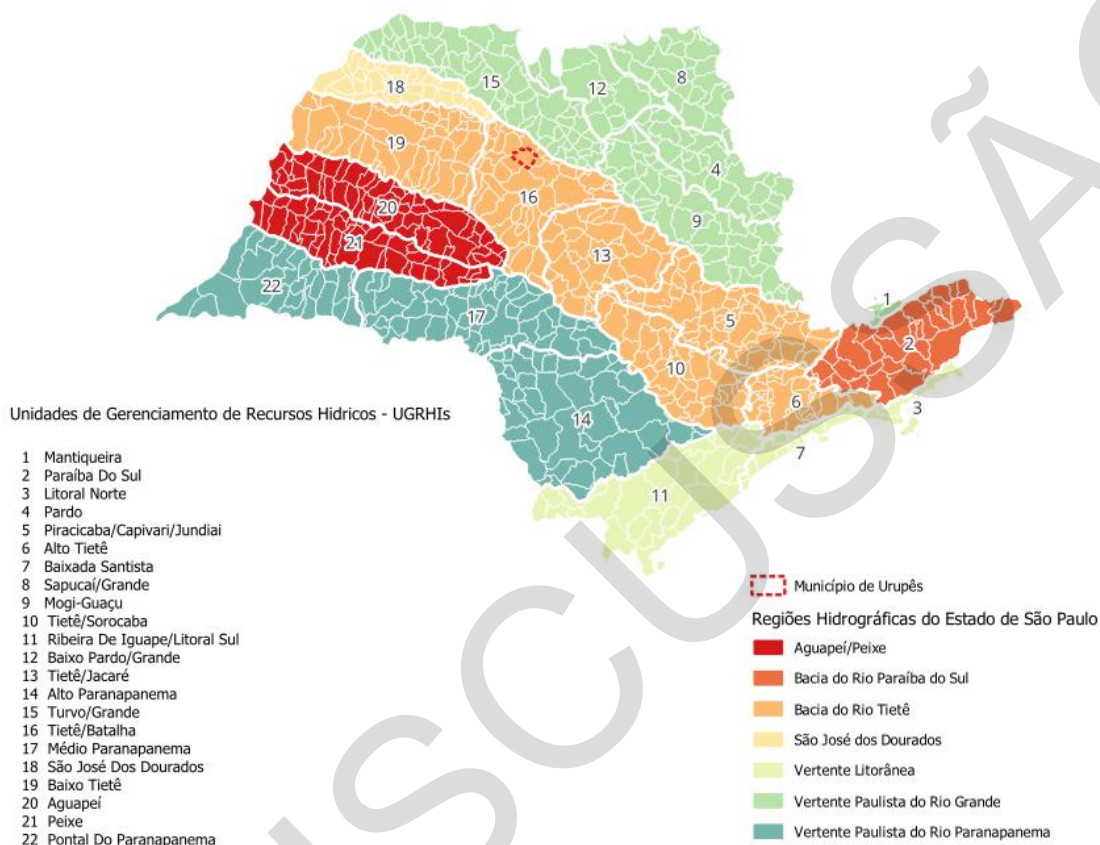 18
15
12
8
19
16
4
20
9
21
13
22
17
5
1
2
10
6
3
14
7
11
Unidades de Gerenciamento de Recursos Hidricos - UGRHIs
1 Mantiqueira
2 Paraíba Do Sul
3 Litoral Norte
4 Pardo
5 Piracicaba/Capivari/Jundiai
6 Alto Tietê
7 Baixada Santista
8 Sapucaí/Grande
9 Mogi-Guaçu
10 Tietê/Sorocaba
11 Ribeira De Iguape/Litoral Sul
12 Baixo Pardo/Grande
13 Tietê/Jacaré
14 Alto Paranapanema
15 Turvo/Grande
16 Tietê/Batalha
17 Médio Paranapanema
18 São José Dos Dourados
19 Baixo Tietê
20 Aguapeí
21 Peixe
22 Pontal Do Paranapanema
Município de Urupês
Regiões Hidrográficas do Estado de São Paulo
Aguapeí/Peixe
Bacia do Rio Paraíba do Sul
Bacia do Rio Tietê
São José dos Dourados
Vertente Litorânea
Vertente Paulista do Rio Grande
Vertente Paulista do Rio Paranapanema
USCUSSÃO